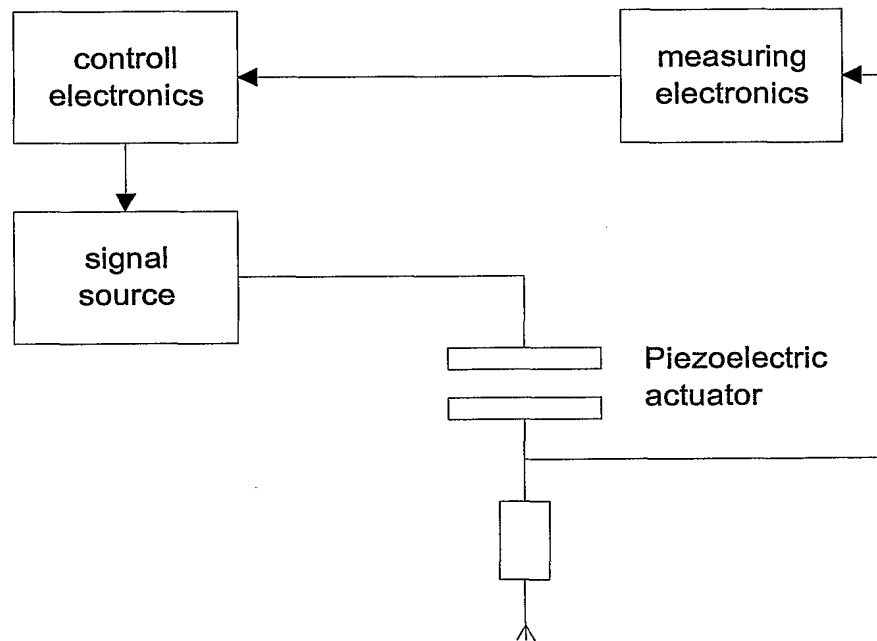 controll
electronics
measuring
electronics
signal
source
Piezoelectric
actuator